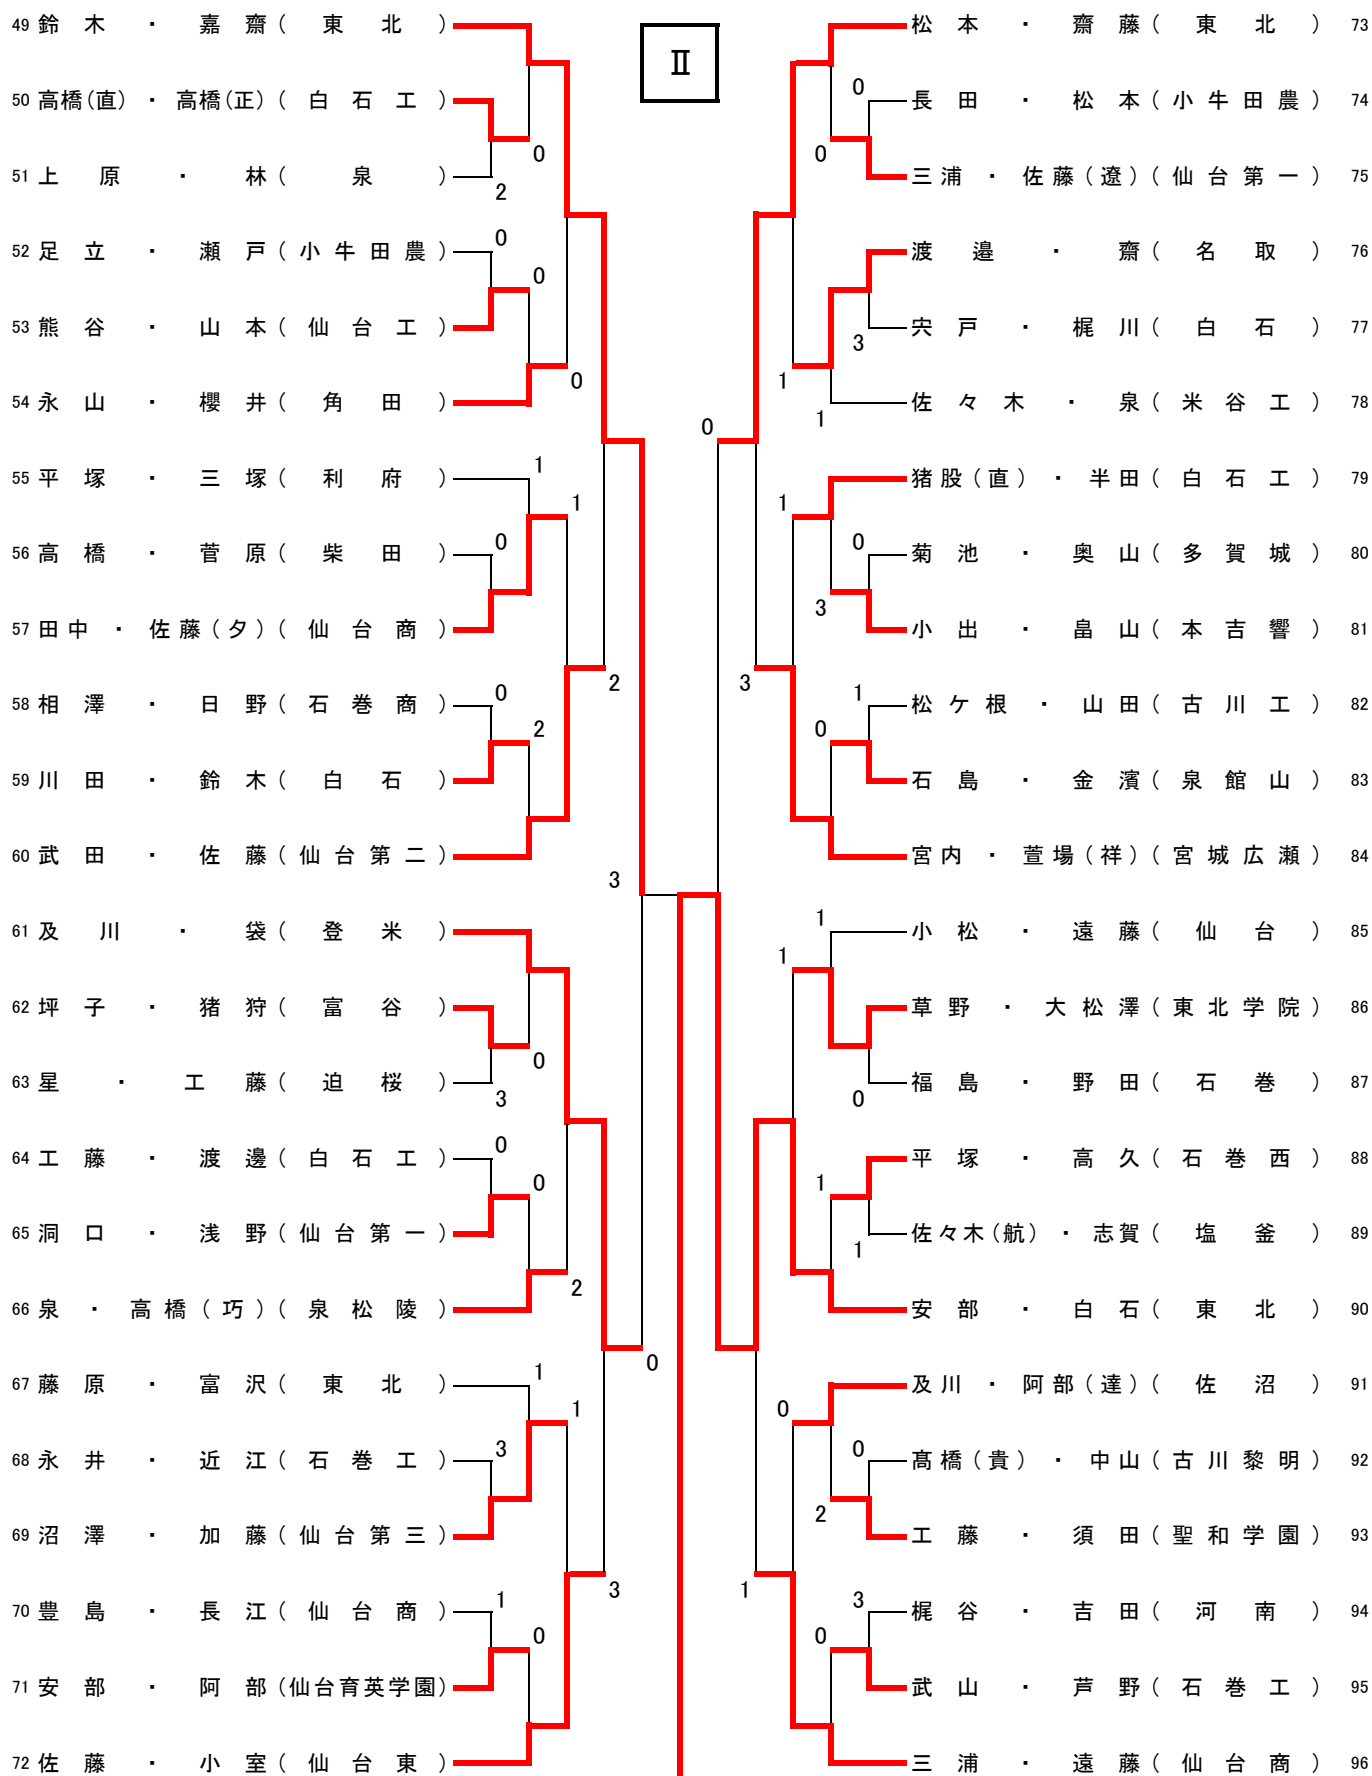 Ⅱ
49 鈴木・嘉齋(東北)
50 高橋(直)・高橋(正)(白石工)
0
51 上原・林(泉)
2
52 足立・瀬戸(小牛田農)
0
0
53 熊谷・山本(仙台工)
54 永山・櫻井(角田)
0
55 平塚・三塚(利府)
1
1
56 高橋・菅原(柴田)
0
57 田中・佐藤(夕)(仙台商)
2
58 相澤・日野(石巻商)
0
2
59 川田・鈴木(白石)
60 武田・佐藤(仙台第二)
3
61 及川・袋(登米)
62 坪子・猪狩(富谷)
0
63 星・工藤(迫桜)
3
64 工藤・渡邊(白石工)
0
0
65 洞口・浅野(仙台第一)
2
66 泉・高橋(巧)(泉松陵)
0
67 藤原・富沢(東北)
1
1
68 永井・近江(石巻工)
3
69 沼澤・加藤(仙台第三)
3
70 豊島・長江(仙台商)
1
0
71 安部・阿部(仙台育英学園)
72 佐藤・小室(仙台東)
松本・齋藤(東北) 73
0
長田・松本(小牛田農) 74
0
三浦・佐藤(遼)(仙台第一) 75
渡邉・齋(名取) 76
宍戸・梶川(白石) 77
3
1
佐々木・泉(米谷工) 78
1
0
猪股(直)・半田(白石工) 79
1
0
菊池・奥山(多賀城) 80
3
小出・畠山(本吉響) 81
3
1
松ケ根・山田(古川工) 82
0
石島・金濱(泉館山) 83
宮内・萱場(祥)(宮城広瀬) 84
1
小松・遠藤(仙台) 85
1
草野・大松澤(東北学院) 86
福島・野田(石巻) 87
0
平塚・高久(石巻西) 88
1
佐々木(航)・志賀(塩釜) 89
1
安部・白石(東北) 90
及川・阿部(達)(佐沼) 91
0
0
髙橋(貴)・中山(古川黎明) 92
2
工藤・須田(聖和学園) 93
1
3
梶谷・吉田(河南) 94
0
武山・芦野(石巻工) 95
三浦・遠藤(仙台商) 96